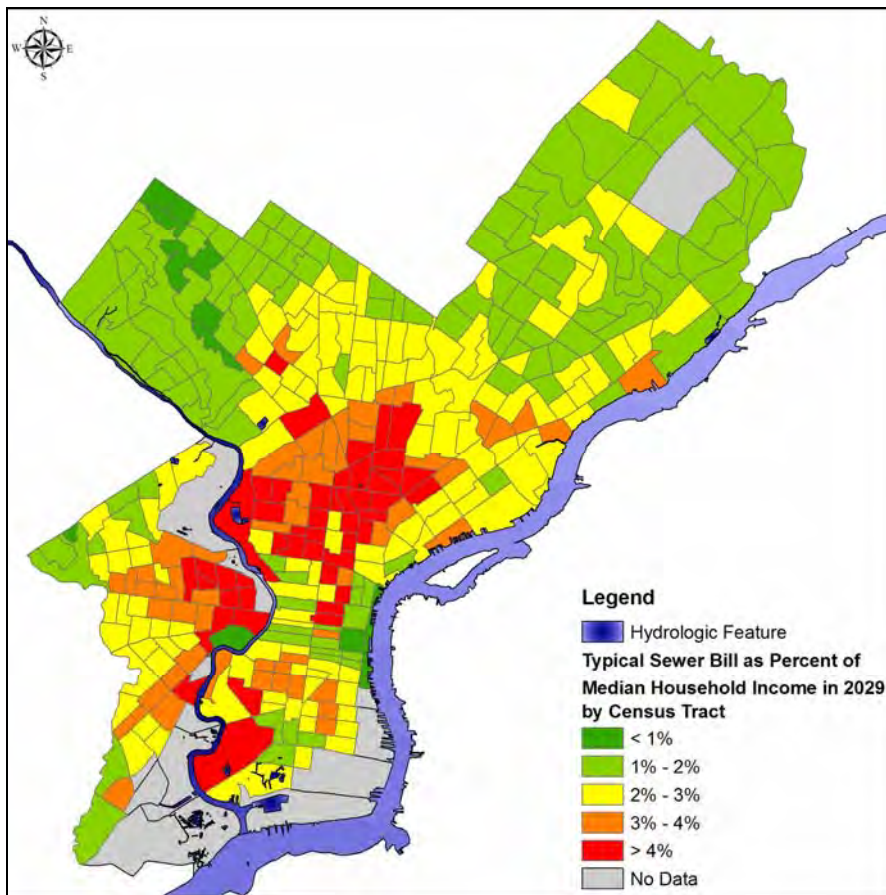 N
W E
S
Legend
Hydrologic Feature
Typical Sewer Bill as Percent of
Median Household Income in 2029
by Census Tract
< 1%
1% - 2%
2% - 3%
3% - 4%
> 4%
No Data